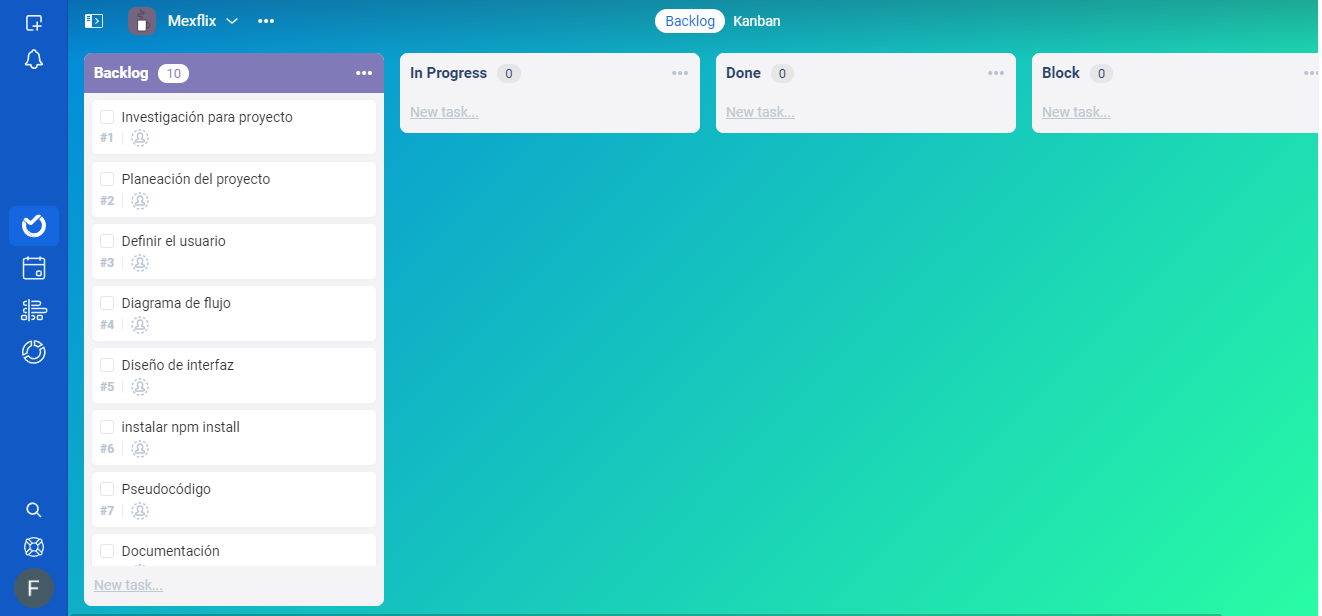 Mexflix
Backlog
Kanban
Backlog 10
Investigación para proyecto
#1
Planeación del proyecto
#2
Definir el usuario
#3
Diagrama de flujo
#4
Diseño de interfaz
#5
instalar npm install
#6
Pseudocódigo
#7
Documentación
New task...
In Progress 0
New task...
Done 0
New task...
Block 0
New task...
F